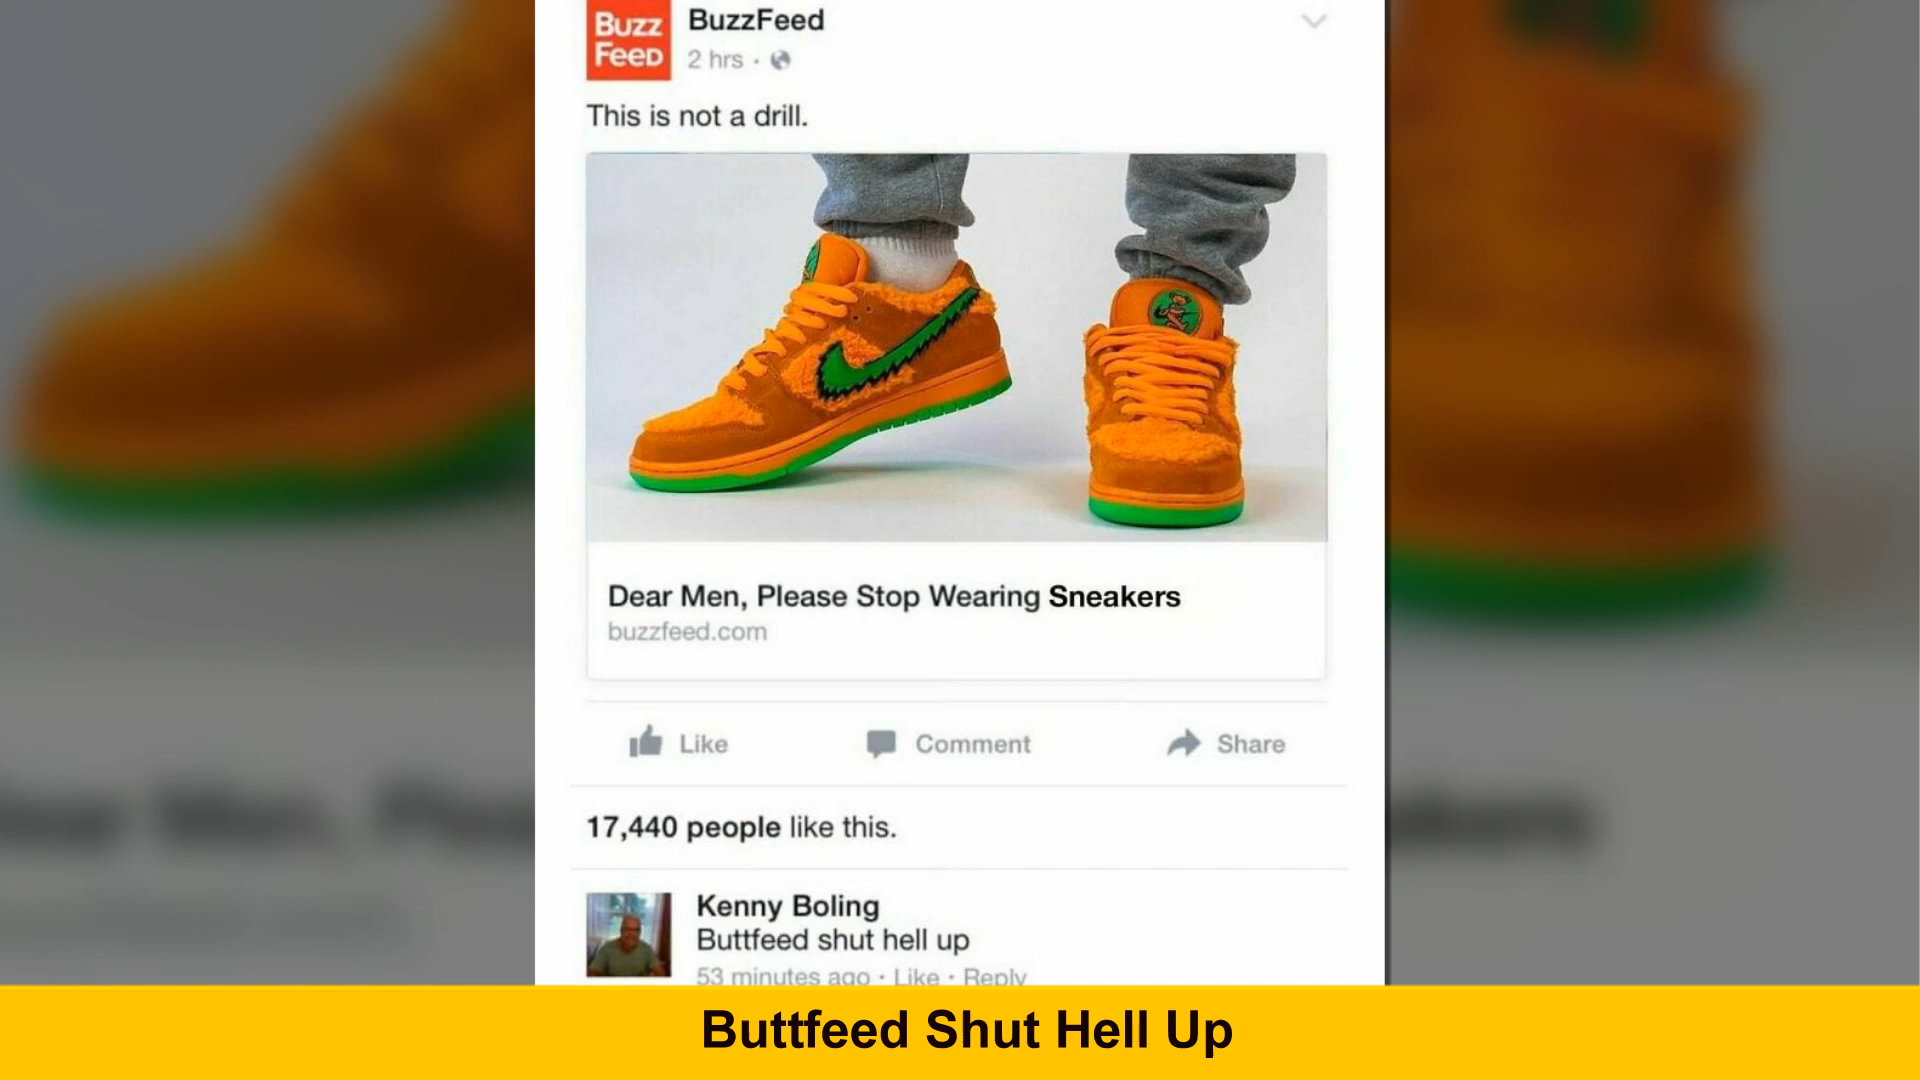 Buzz
FeeD
BuzzFeed
2 hrs ·
This is not a drill.
Dear Men, Please Stop Wearing Sneakers
buzzfeed.com
Like
Comment
Share
17,440 people like this.
Kenny Boling
Buttfeed shut hell up
53 minutes ago · Like · Reply
Buttfeed Shut Hell Up